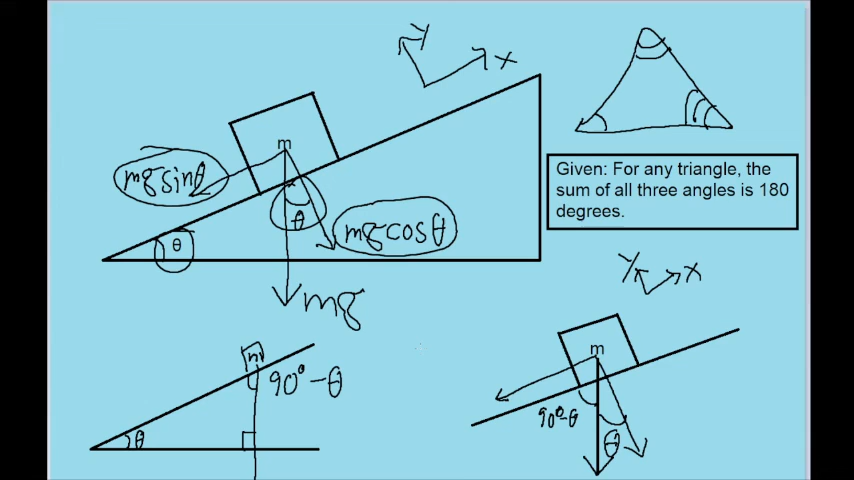 Y
X
m
mg sinθ
θ
mg cos θ
θ
mg
Given: For any triangle, the
sum of all three angles is 180
degrees.
Y
X
m
90° - θ
θ
m
90° - θ
θ